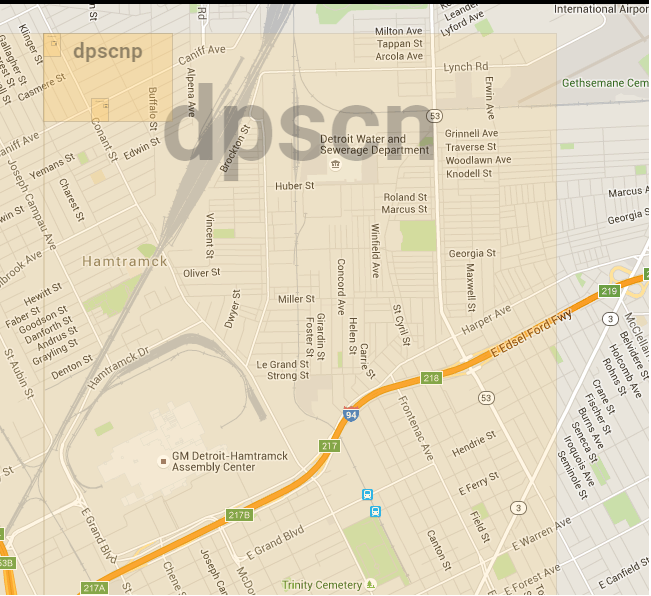 International Airport
Leander
Lyford Ave
Milton Ave
Tappan St
Arcola Ave
Klinger St
Gallagher St
Casmere St
dpscnp
Rd
Alpena Ave
Caniff Ave
Lynch Rd
Erwin Ave
Gethsemane Cem
Buffalo St
dpscn
Conant St
Caniff Ave
Edwin St
Brockton St
53
Detroit Water and
Sewerage Department
Grinnell Ave
Traverse St
Woodlawn Ave
Knodell St
Yemans St
Joseph Campau Ave
Charest St
Huber St
Roland St
Marcus St
Marcus A
Georgia S
Vincent St
Winfield Ave
Hamtramck
Georgia St
Oliver St
Concord Ave
Maxwell St
Hewitt St
Faber St
Goodson St
Danforth St
Andrus St
Grayling St
Denton St
Dwyer St
Miller St
Foster St
Girardin St
Helen St
Carrie St
St Cyril St
Harper Ave
E Edsel Ford Fwy
219
3
McClellan
Belvidere St
Holcomb Ave
Rohns St
St Aubin St
Hamtramck Dr
Le Grand St
Strong St
218
53
Crane St
Fischer St
Burns Ave
Seneca St
Iroquois Ave
Seminole St
94
Frontenac Ave
217
Hendrie St
GM Detroit-Hamtramck
Assembly Center
E Ferry St
3
Field St
217B
E Grand Blvd
E Grand Blvd
E Warren Ave
Canton St
Joseph Ca
Chene S
McDo
St
53B
217A
Trinity Cemetery
E Forest Ave
E Canfield St